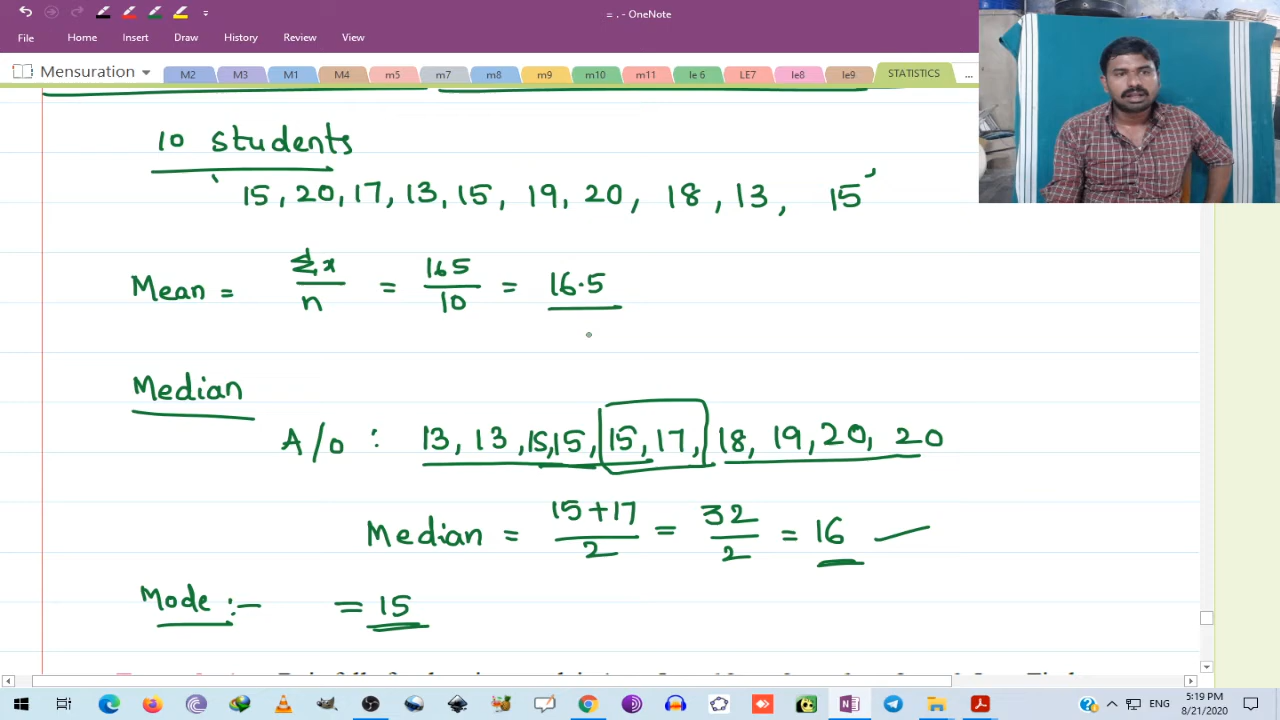 = , - OneNote
File Home Insert Draw History Review View
Mensuration M2 M3 M1 M4 m5 m7 m8 m9 m10 m11 le 6 LE7 le8 le9 STATISTICS ...
10 students
15, 20, 17, 13, 15, 19, 20, 18, 13, 15
Mean = Σx/n = 165/10 = 16.5
Median
A/0 : 13, 13, 15, 15, 15, 17, 18, 19, 20, 20
Median = 15+17/2 = 32/2 = 16
Mode :- = 15
5:19 PM
ENG
8/21/2020